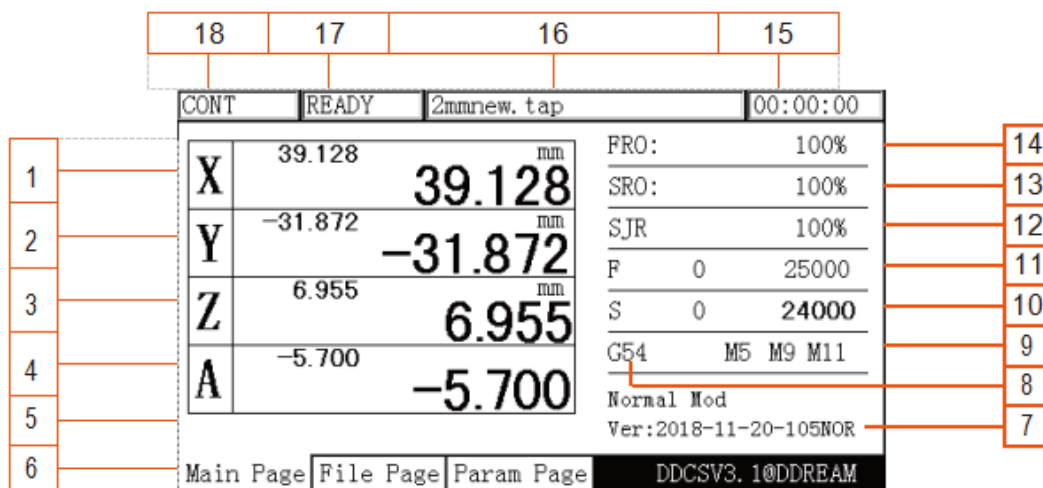 18 17 16 15
CONT READY 2mmnew.tap 00:00:00
1 X 39.128 mm 39.128
2 Y -31.872 mm -31.872
3 Z 6.955 mm 6.955
4 A -5.700 -5.700
5
6 Main Page File Page Param Page DDCSV3.1@DDREAM
FRO: 100% 14
SRO: 100% 13
SJR 100% 12
F 0 25000 11
S 0 24000 10
G54 M5 M9 M11 9
8
Normal Mod
Ver:2018-11-20-105NOR 7